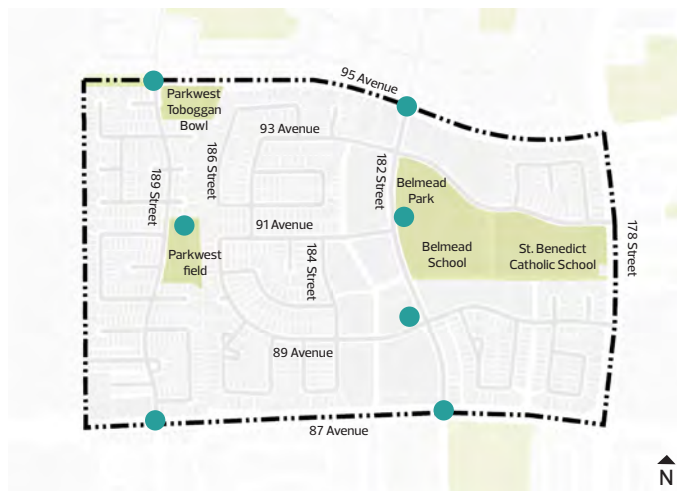 95 Avenue
Parkwest
Toboggan
Bowl
93 Avenue
186 Street
182 Street
189 Street
Belmead
Park
91 Avenue
178 Street
Parkwest
field
184 Street
Belmead
School
St. Benedict
Catholic School
89 Avenue
87 Avenue
N